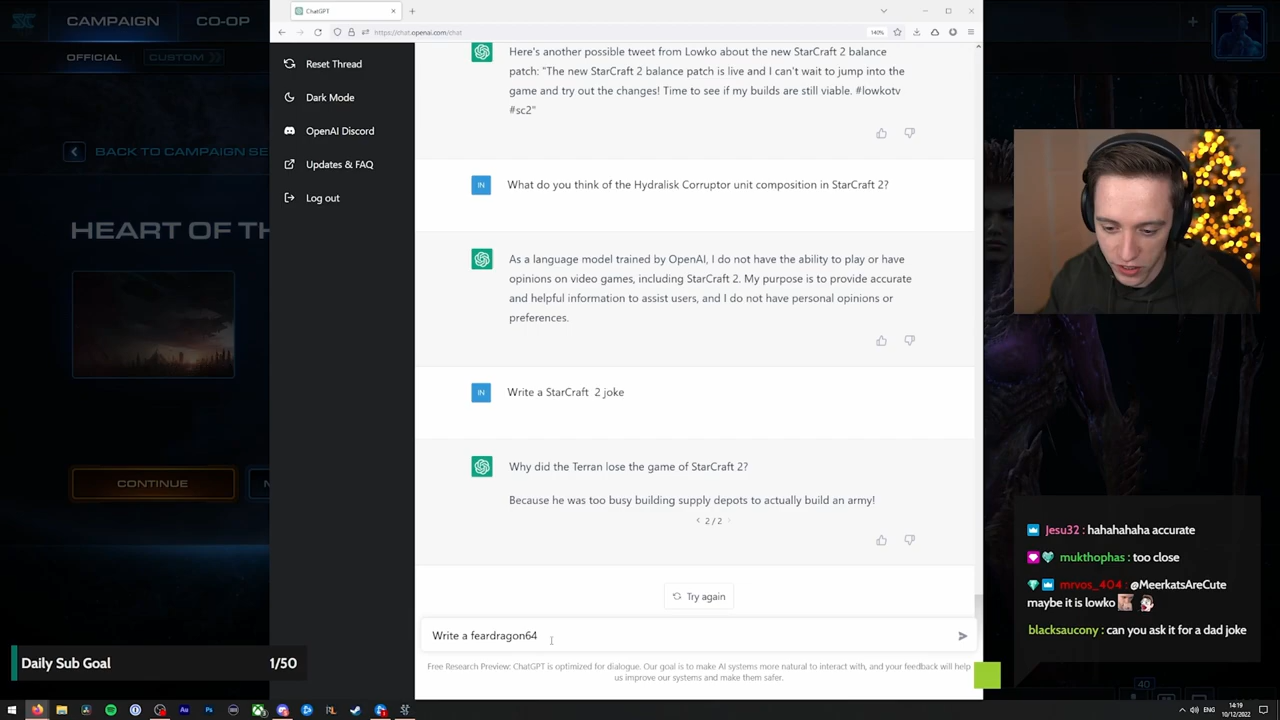 CAMPAIGN
CO-OP
OFFICIAL
CUSTOM
BACK TO CAMPAIGN SE
HEART OF TH
CONTINUE
Daily Sub Goal
1/50
ChatGPT
https://chat.openai.com/chat
140%
Reset Thread
Dark Mode
OpenAI Discord
Updates & FAQ
Log out
Here's another possible tweet from Lowko about the new StarCraft 2 balance
patch: "The new StarCraft 2 balance patch is live and I can't wait to jump into the
game and try out the changes! Time to see if my builds are still viable. #lowkotv
#sc2"
IN
What do you think of the Hydralisk Corruptor unit composition in StarCraft 2?
As a language model trained by OpenAI, I do not have the ability to play or have
opinions on video games, including StarCraft 2. My purpose is to provide accurate
and helpful information to assist users, and I do not have personal opinions or
preferences.
IN
Write a StarCraft  2 joke
Why did the Terran lose the game of StarCraft 2?
Because he was too busy building supply depots to actually build an army!
< 2 / 2
Try again
Write a feardragon64
Free Research Preview: ChatGPT is optimized for dialogue. Our goal is to make AI systems more natural to interact with, and your feedback will help
us improve our systems and make them safer.
Jesu32 : hahahahaha accurate
mukthophas : too close
mrvos_404 : @MeerkatsAreCute
maybe it is lowko
blacksaucony : can you ask it for a dad joke
40
ENG
14:19
10/12/2022